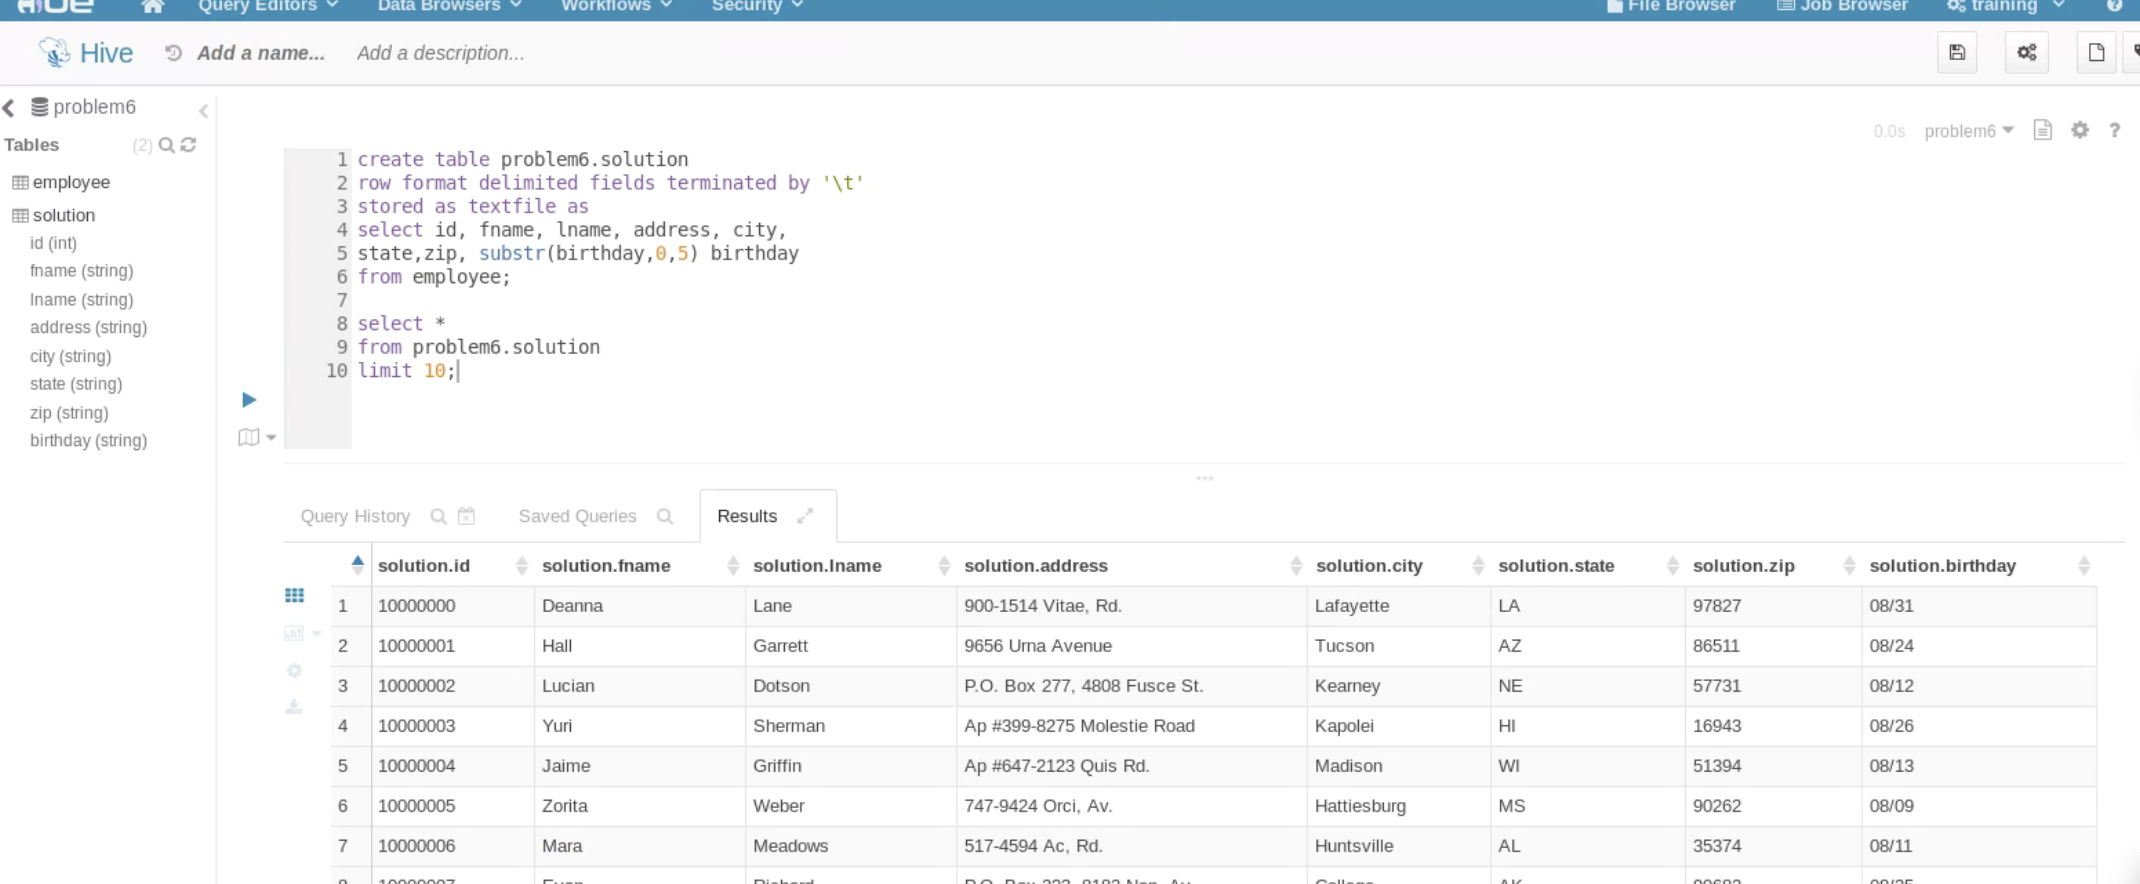 HUE Query Editors Data Browsers Workflows Security File Browser Job Browser training ?
Hive Add a name... Add a description...
problem6
Tables (2)
employee
solution
id (int)
fname (string)
lname (string)
address (string)
city (string)
state (string)
zip (string)
birthday (string)
0.0s problem6 ?
1 create table problem6.solution
2 row format delimited fields terminated by '\t'
3 stored as textfile as
4 select id, fname, lname, address, city,
5 state,zip, substr(birthday,0,5) birthday
6 from employee;
7
8 select *
9 from problem6.solution
10 limit 10;
Query History Saved Queries Results
solution.id solution.fname solution.lname solution.address solution.city solution.state solution.zip solution.birthday
1 10000000 Deanna Lane 900-1514 Vitae, Rd. Lafayette LA 97827 08/31
2 10000001 Hall Garrett 9656 Urna Avenue Tucson AZ 86511 08/24
3 10000002 Lucian Dotson P.O. Box 277, 4808 Fusce St. Kearney NE 57731 08/12
4 10000003 Yuri Sherman Ap #399-8275 Molestie Road Kapolei HI 16943 08/26
5 10000004 Jaime Griffin Ap #647-2123 Quis Rd. Madison WI 51394 08/13
6 10000005 Zorita Weber 747-9424 Orci, Av. Hattiesburg MS 90262 08/09
7 10000006 Mara Meadows 517-4594 Ac, Rd. Huntsville AL 35374 08/11